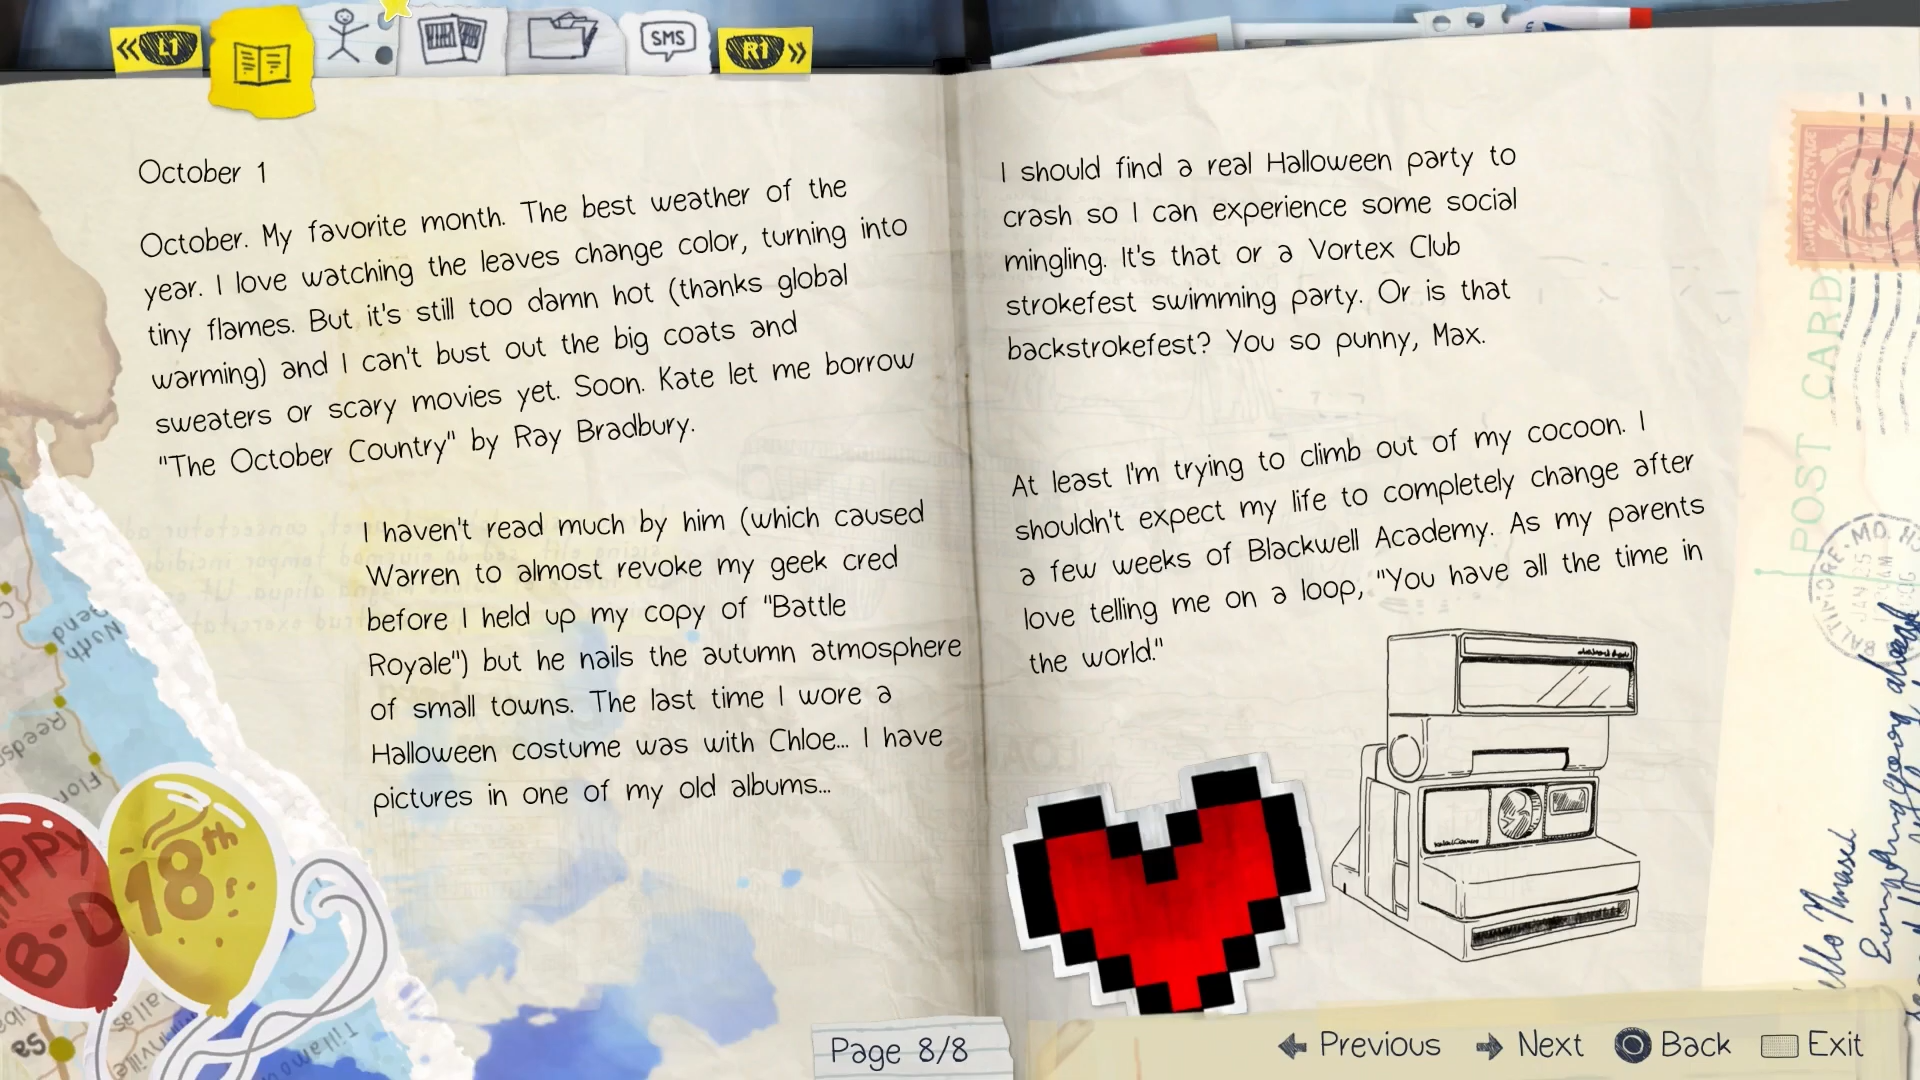 L1
SMS
R1
October 1
October. My favorite month. The best weather of the
year. I love watching the leaves change color, turning into
tiny flames. But it's still too damn hot (thanks global
warming) and I can't bust out the big coats and
sweaters or scary movies yet. Soon. Kate let me borrow
"The October Country" by Ray Bradbury.
I haven't read much by him (which caused
Warren to almost revoke my geek cred
before I held up my copy of "Battle
Royale") but he nails the autumn atmosphere
of small towns. The last time I wore a
Halloween costume was with Chloe... I have
pictures in one of my old albums...
I should find a real Halloween party to
crash so I can experience some social
mingling. It's that or a Vortex Club
strokefest swimming party. Or is that
backstrokefest? You so punny, Max.
At least I'm trying to climb out of my cocoon. I
shouldn't expect my life to completely change after
a few weeks of Blackwell Academy. As my parents
love telling me on a loop, "You have all the time in
the world."
POST CARD
BALTIMORE, MD.
North
Bend
B-D
18th
Page 8/8
Previous
Next
Back
Exit